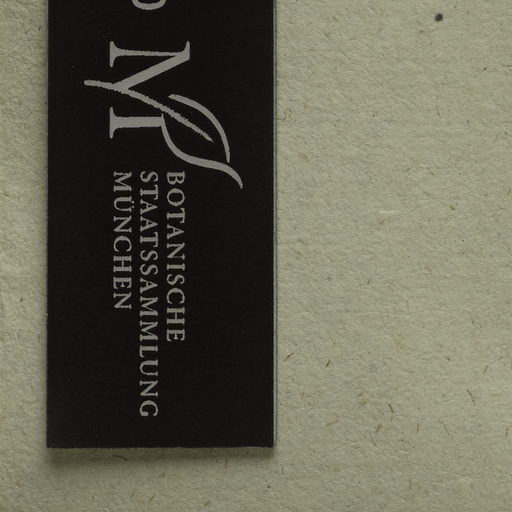 M
BOTANISCHE
STAATSSAMMLUNG
MÜNCHEN